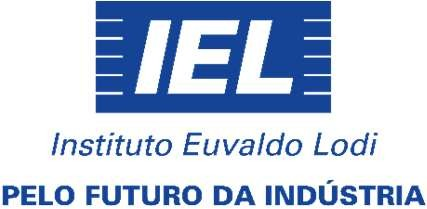 IEL
Instituto Euvaldo Lodi
PELO FUTURO DA INDÚSTRIA